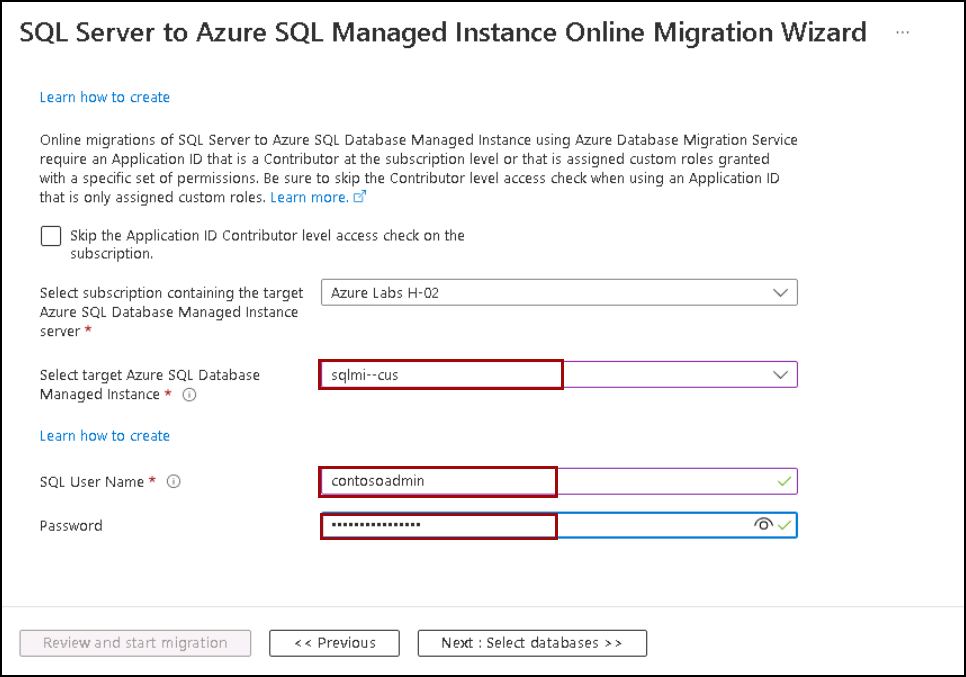 SQL Server to Azure SQL Managed Instance Online Migration Wizard ...
Learn how to create
Online migrations of SQL Server to Azure SQL Database Managed Instance using Azure Database Migration Service
require an Application ID that is a Contributor at the subscription level or that is assigned custom roles granted
with a specific set of permissions. Be sure to skip the Contributor level access check when using an Application ID
that is only assigned custom roles. Learn more.
Skip the Application ID Contributor level access check on the
subscription.
Select subscription containing the target
Azure SQL Database Managed Instance
server *
Azure Labs H-02
Select target Azure SQL Database
Managed Instance *
sqlmi--cus
Learn how to create
SQL User Name *
contosoadmin
Password
••••••••••••••••
Review and start migration
<< Previous
Next : Select databases >>